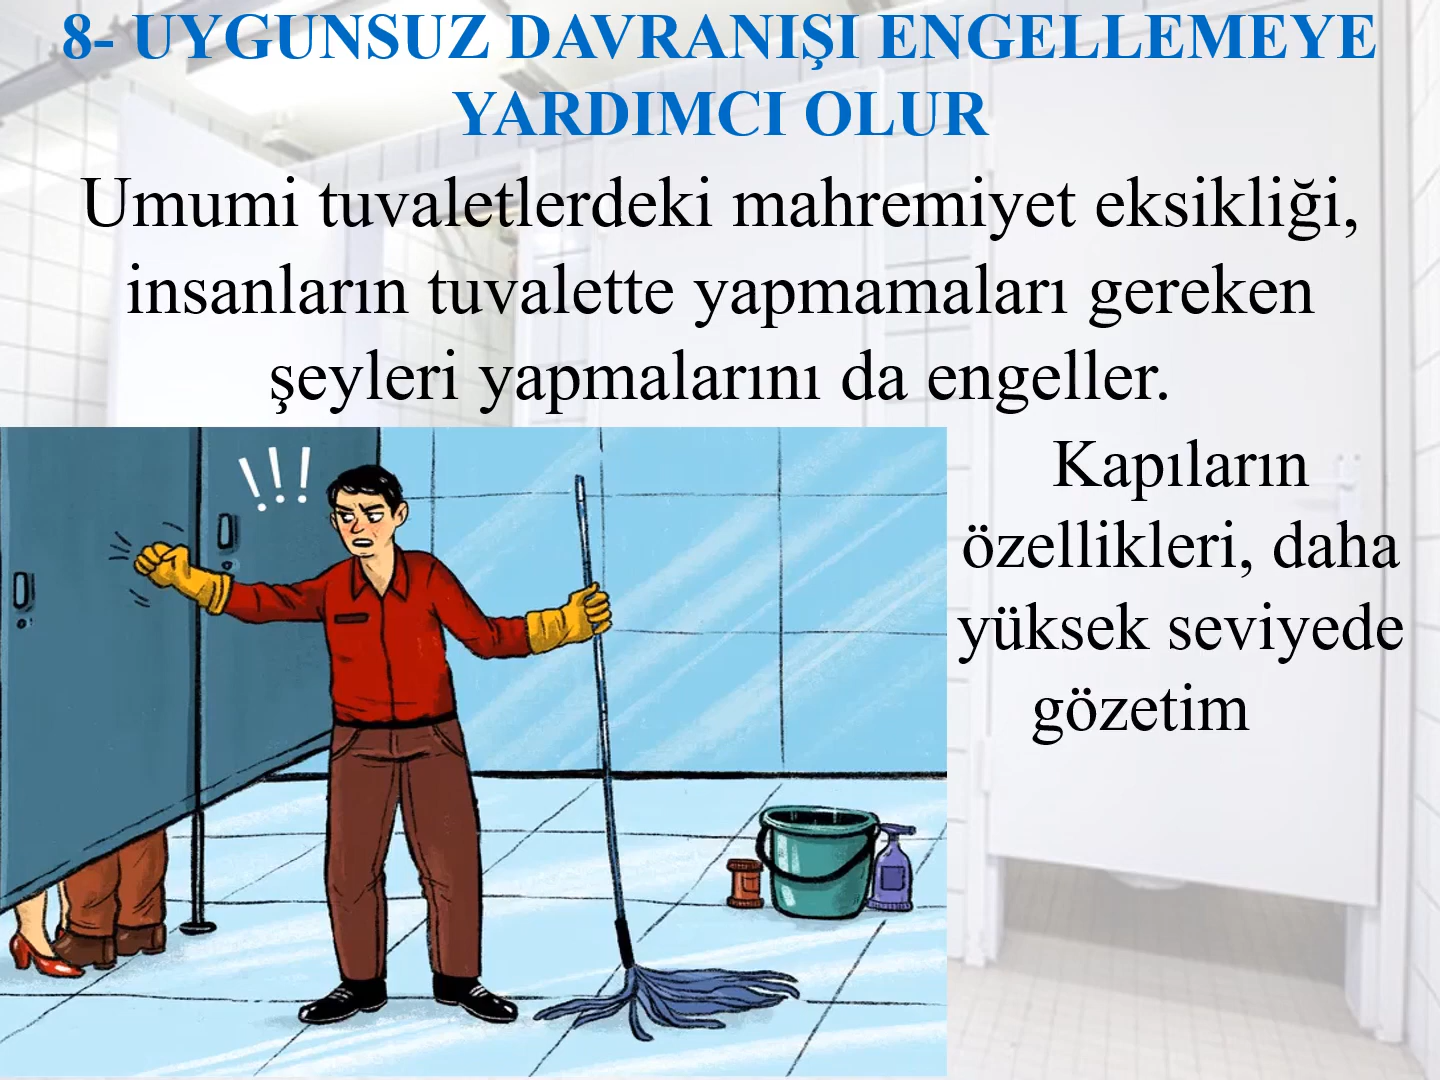 8- UYGUNSUZ DAVRANIŞI ENGELLEMEYE
YARDIMCI OLUR
Umumi tuvaletlerdeki mahremiyet eksikliği,
insanların tuvalette yapmamaları gereken
şeyleri yapmalarını da engeller.
!!!
Kapıların
özellikleri, daha
yüksek seviyede
gözetim